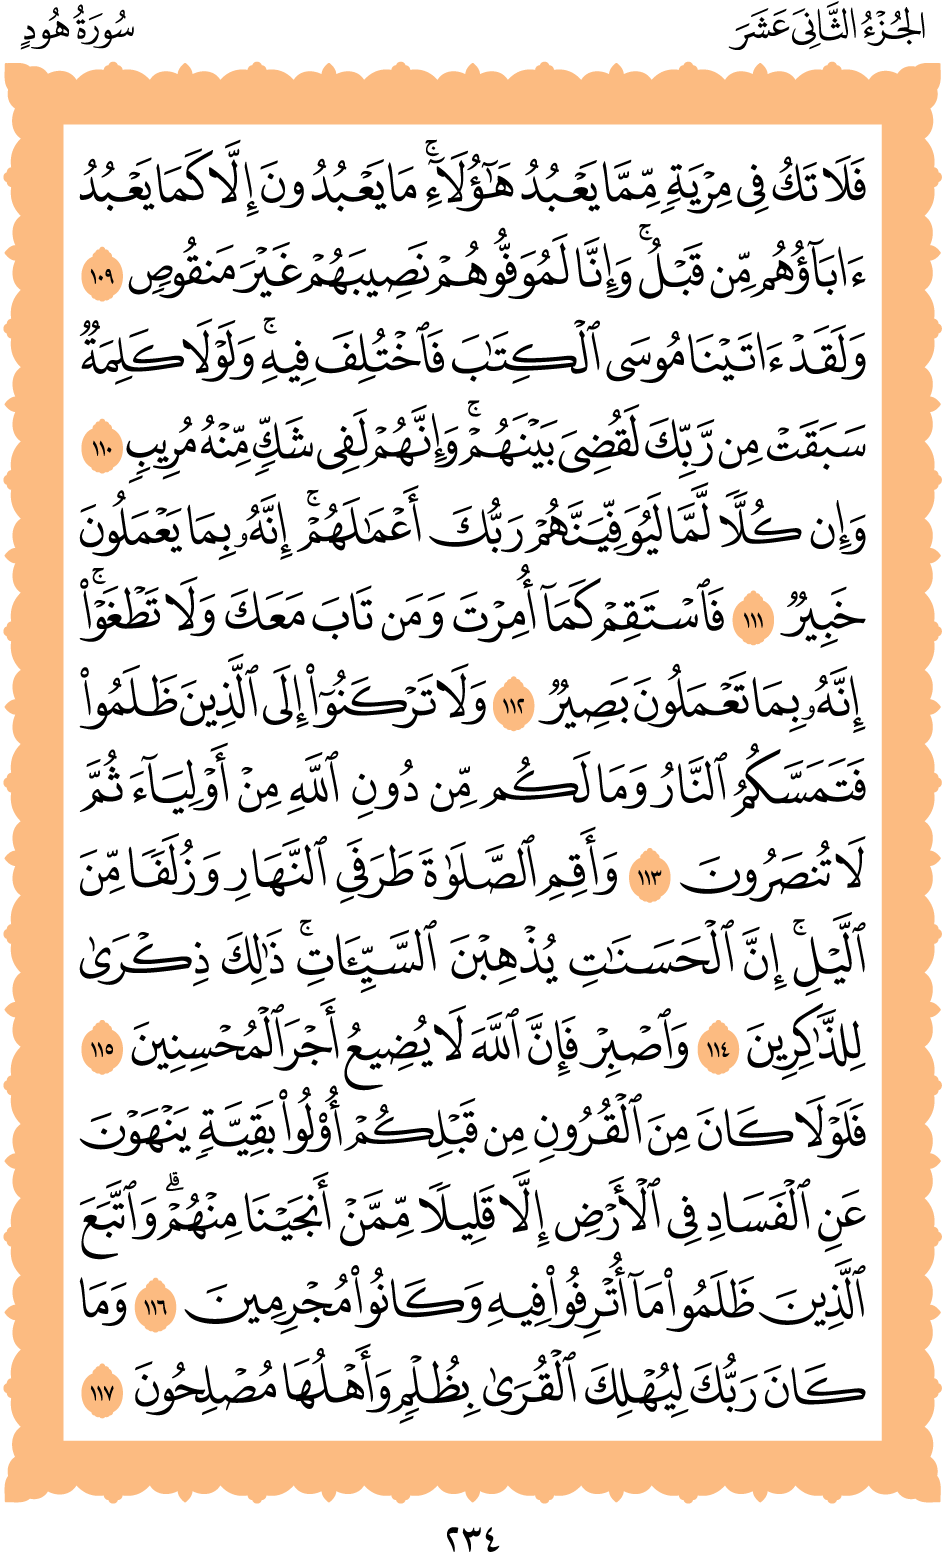 الجُزْءُ الثَّانِيَ عَشَرَ
سُورَةُ هُودٍ
فَلَا تَكُ فِى مِرْيَةٍ مِّمَّا يَعْبُدُ هَٰٓؤُلَآءِ ۚ مَا يَعْبُدُونَ إِلَّا كَمَا يَعْبُدُ
ءَابَآؤُهُم مِّن قَبْلُ ۚ وَإِنَّا لَمُوَفُّوهُمْ نَصِيبَهُمْ غَيْرَ مَنقُوصٍ ١٠٩
وَلَقَدْ ءَاتَيْنَا مُوسَى ٱلْكِتَٰبَ فَٱخْتُلِفَ فِيهِ ۚ وَلَوْلَا كَلِمَةٌ
سَبَقَتْ مِن رَّبِّكَ لَقُضِىَ بَيْنَهُمْ ۚ وَإِنَّهُمْ لَفِى شَكٍّ مِّنْهُ مُرِيبٍ ١١٠
وَإِن كُلًّا لَّمَّا لَيُوَفِّيَنَّهُمْ رَبُّكَ أَعْمَٰلَهُمْ ۚ إِنَّهُۥ بِمَا يَعْمَلُونَ
خَبِيرٌ ١١١ فَٱسْتَقِمْ كَمَآ أُمِرْتَ وَمَن تَابَ مَعَكَ وَلَا تَطْغَوْا۟ ۚ
إِنَّهُۥ بِمَا تَعْمَلُونَ بَصِيرٌ ١١٢ وَلَا تَرْكَنُوٓا۟ إِلَى ٱلَّذِينَ ظَلَمُوا۟
فَتَمَسَّكُمُ ٱلنَّارُ وَمَا لَكُم مِّن دُونِ ٱللَّهِ مِنْ أَوْلِيَآءَ ثُمَّ
لَا تُنصَرُونَ ١١٣ وَأَقِمِ ٱلصَّلَوٰةَ طَرَفَىِ ٱلنَّهَارِ وَزُلَفًا مِّنَ
ٱلَّيْلِ ۚ إِنَّ ٱلْحَسَنَٰتِ يُذْهِبْنَ ٱلسَّيِّـَٔاتِ ۚ ذَٰلِكَ ذِكْرَىٰ
لِلذَّٰكِرِينَ ١١٤ وَٱصْبِرْ فَإِنَّ ٱللَّهَ لَا يُضِيعُ أَجْرَ ٱلْمُحْسِنِينَ ١١٥
فَلَوْلَا كَانَ مِنَ ٱلْقُرُونِ مِن قَبْلِكُمْ أُو۟لُوا۟ بَقِيَّةٍ يَنْهَوْنَ
عَنِ ٱلْفَسَادِ فِى ٱلْأَرْضِ إِلَّا قَلِيلًا مِّمَّنْ أَنجَيْنَا مِنْهُمْ ۗ وَٱتَّبَعَ
ٱلَّذِينَ ظَلَمُوا۟ مَآ أُتْرِفُوا۟ فِيهِ وَكَانُوا۟ مُجْرِمِينَ ١١٦ وَمَا
كَانَ رَبُّكَ لِيُهْلِكَ ٱلْقُرَىٰ بِظُلْمٍ وَأَهْلُهَا مُصْلِحُونَ ١١٧
٢٣٤